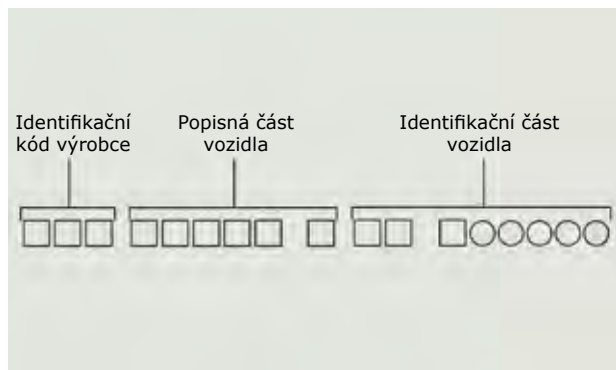 Identifikační
kód výrobce
Popisná část
vozidla
Identifikační část
vozidla